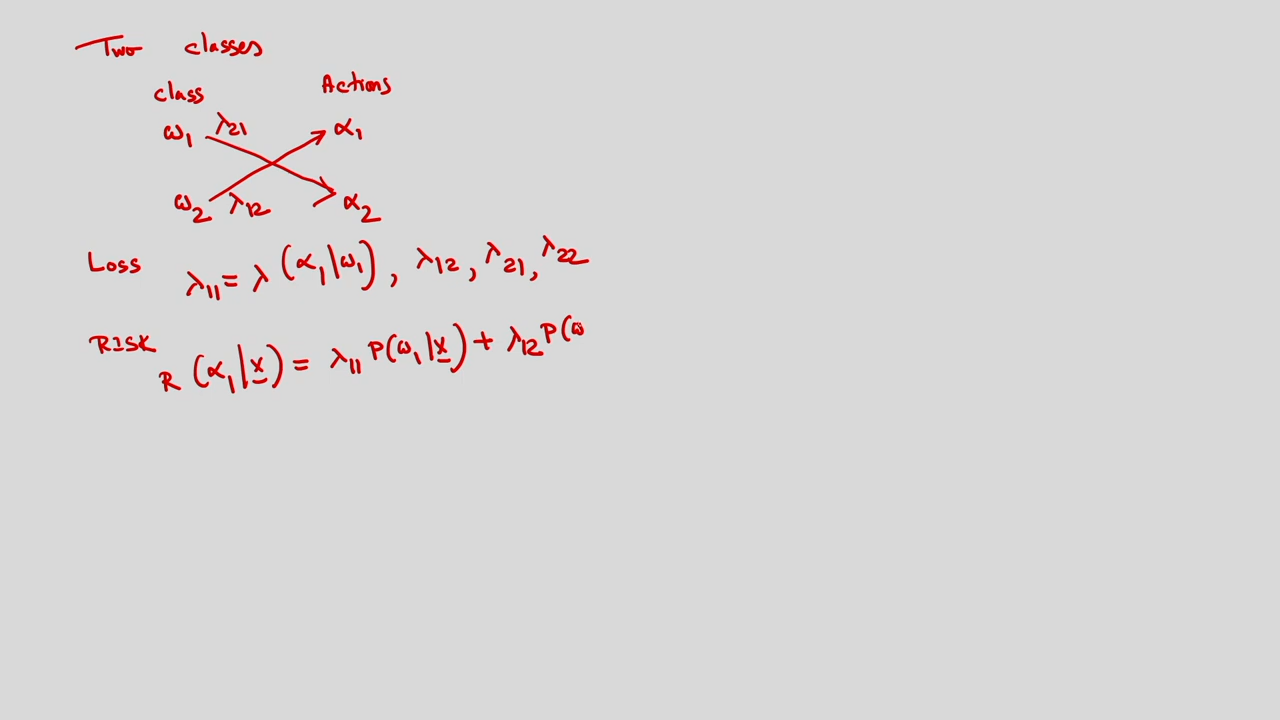 Two classes
class Actions
ω₁ λ₂₁ α₁
ω₂ λ₁₂ α₂
Loss λ₁₁ = λ (α₁|ω₁), λ₁₂, λ₂₁, λ₂₂
RISK R (α₁|x̲) = λ₁₁ P(ω₁|x̲) + λ₁₂ P(ω